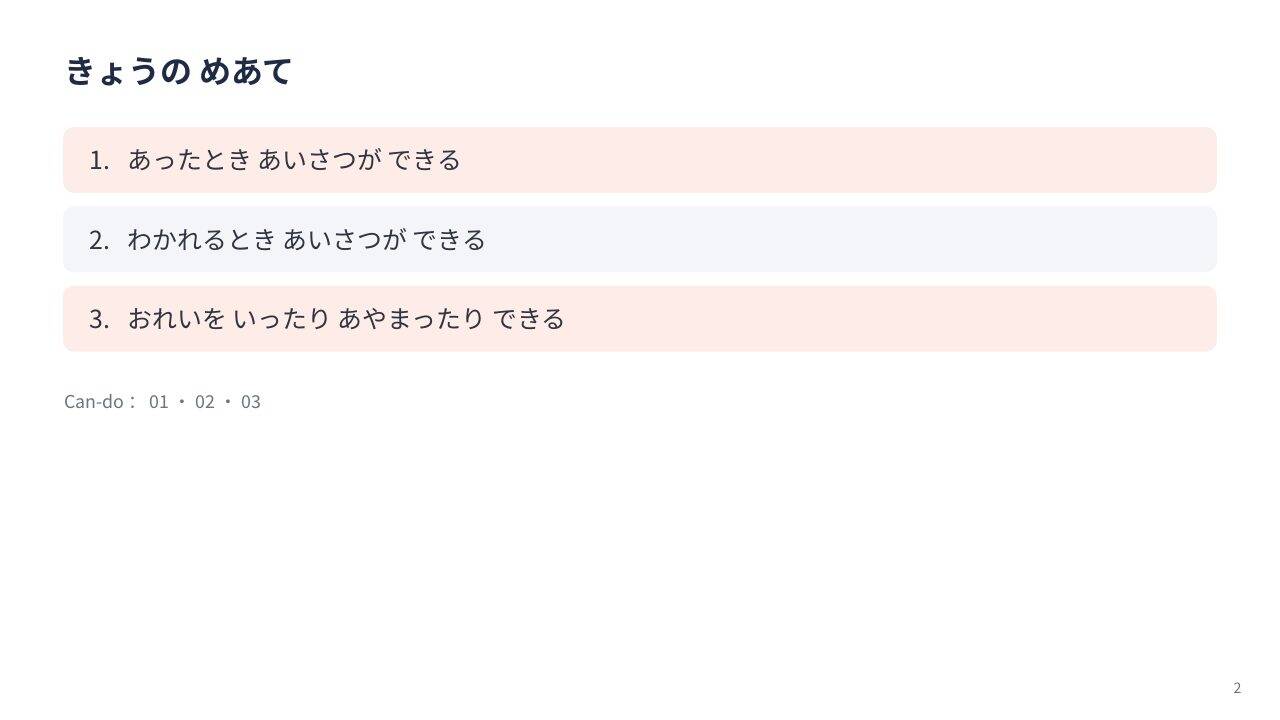 きょうの めあて
1. あったとき あいさつが できる
2. わかれるとき あいさつが できる
3. おれいを いったり あやまったり できる
Can-do： 01 ・ 02 ・ 03
2